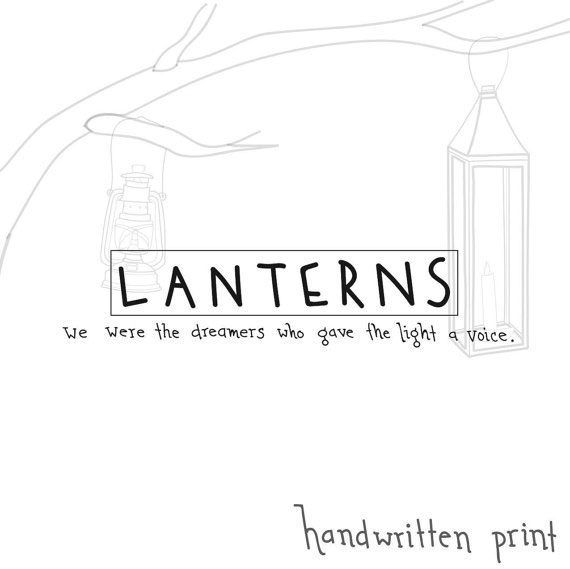 LANTERNS
we were the dreamers who gave the light a voice.
handwritten print